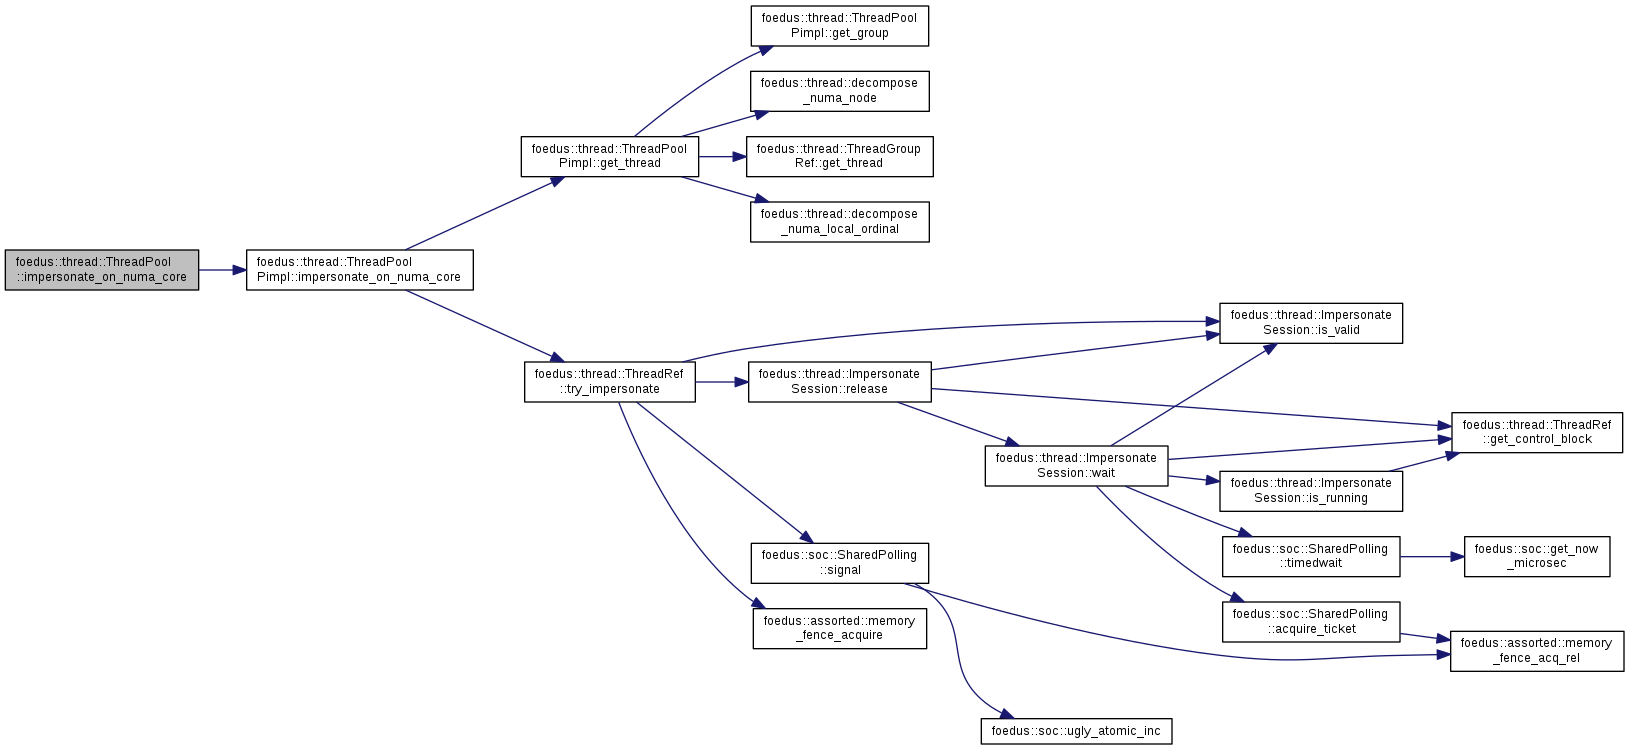 foedus::thread::ThreadPool
Pimpl::get_group
foedus::thread::decompose
_numa_node
foedus::thread::ThreadPool
Pimpl::get_thread
foedus::thread::ThreadGroup
Ref::get_thread
foedus::thread::decompose
_numa_local_ordinal
foedus::thread::ThreadPool
::impersonate_on_numa_core
foedus::thread::ThreadPool
Pimpl::impersonate_on_numa_core
foedus::thread::Impersonate
Session::is_valid
foedus::thread::ThreadRef
::try_impersonate
foedus::thread::Impersonate
Session::release
foedus::thread::ThreadRef
::get_control_block
foedus::thread::Impersonate
Session::wait
foedus::thread::Impersonate
Session::is_running
foedus::soc::SharedPolling
::signal
foedus::soc::SharedPolling
::timedwait
foedus::soc::get_now
_microsec
foedus::assorted::memory
_fence_acquire
foedus::soc::SharedPolling
::acquire_ticket
foedus::assorted::memory
_fence_acq_rel
foedus::soc::ugly_atomic_inc